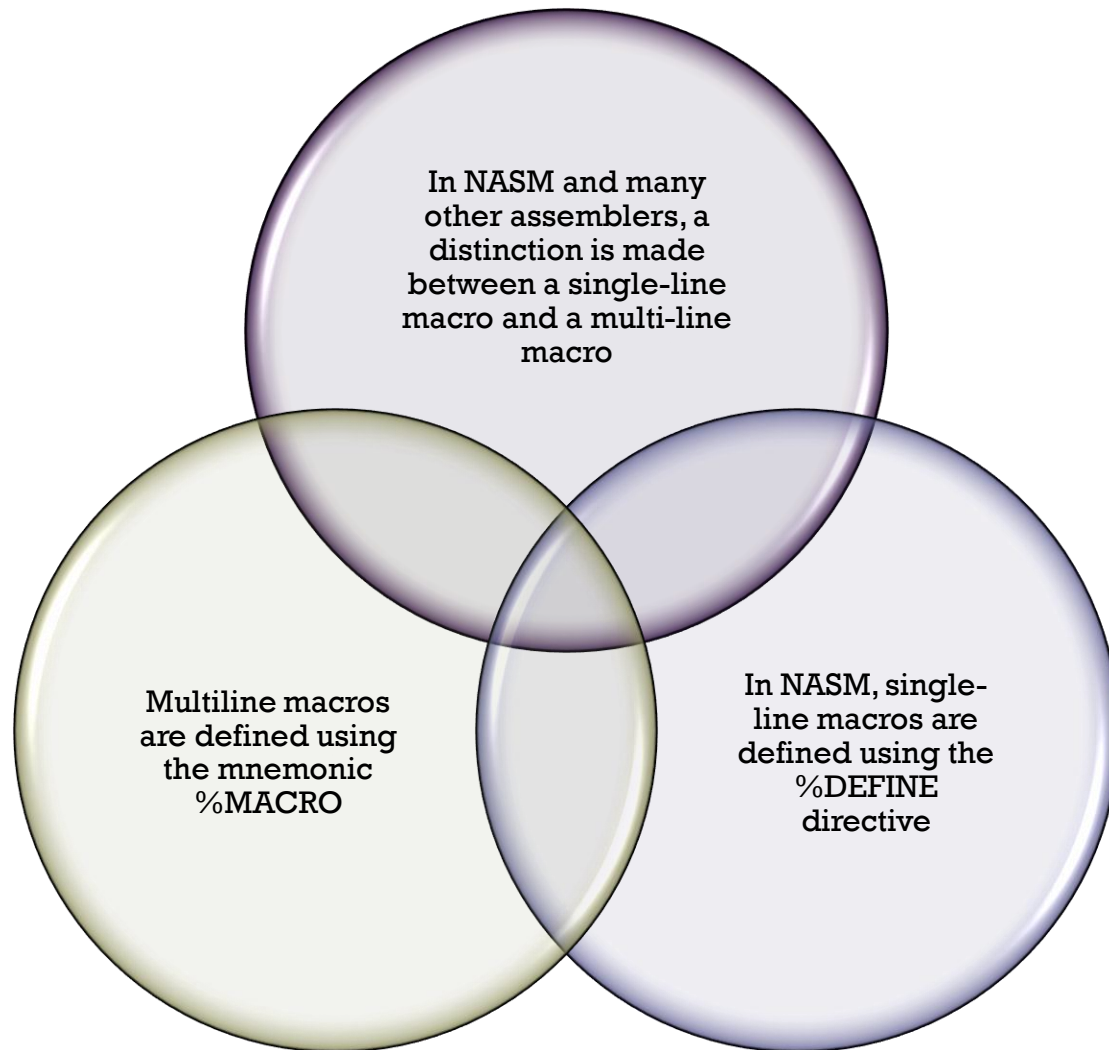 In NASM and many
other assemblers, a
distinction is made
between a single-line
macro and a multi-line
macro
Multiline macros
are defined using
the mnemonic
%MACRO
In NASM, single-
line macros are
defined using the
%DEFINE
directive